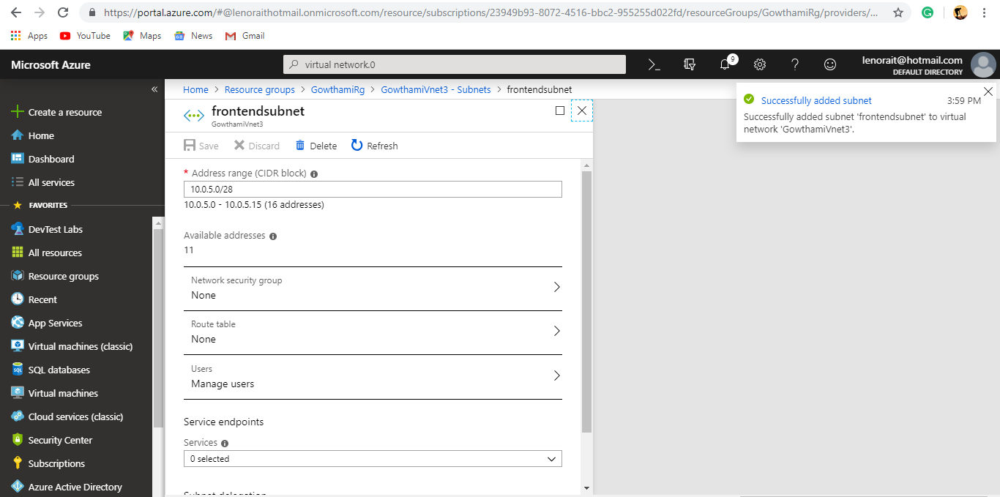 https://portal.azure.com/#@lenoraithotmail.onmicrosoft.com/resource/subscriptions/23949b93-8072-4516-bbc2-955255d022fd/resourceGroups/GowthamiRg/providers/...
Apps YouTube Maps News Gmail
Microsoft Azure
virtual network.0
9
lenorait@hotmail.com
DEFAULT DIRECTORY
Create a resource
Home
Dashboard
All services
FAVORITES
DevTest Labs
All resources
Resource groups
Recent
App Services
Virtual machines (classic)
SQL databases
Virtual machines
Cloud services (classic)
Security Center
Subscriptions
Azure Active Directory
Home > Resource groups > GowthamiRg > GowthamiVnet3 - Subnets > frontendsubnet
frontendsubnet
GowthamiVnet3
Save Discard Delete Refresh
* Address range (CIDR block)
10.0.5.0/28
10.0.5.0 - 10.0.5.15 (16 addresses)
Available addresses
11
Network security group
None
Route table
None
Users
Manage users
Service endpoints
Services
0 selected
Subnet delegation
Successfully added subnet 3:59 PM
Successfully added subnet 'frontendsubnet' to virtual
network 'GowthamiVnet3'.